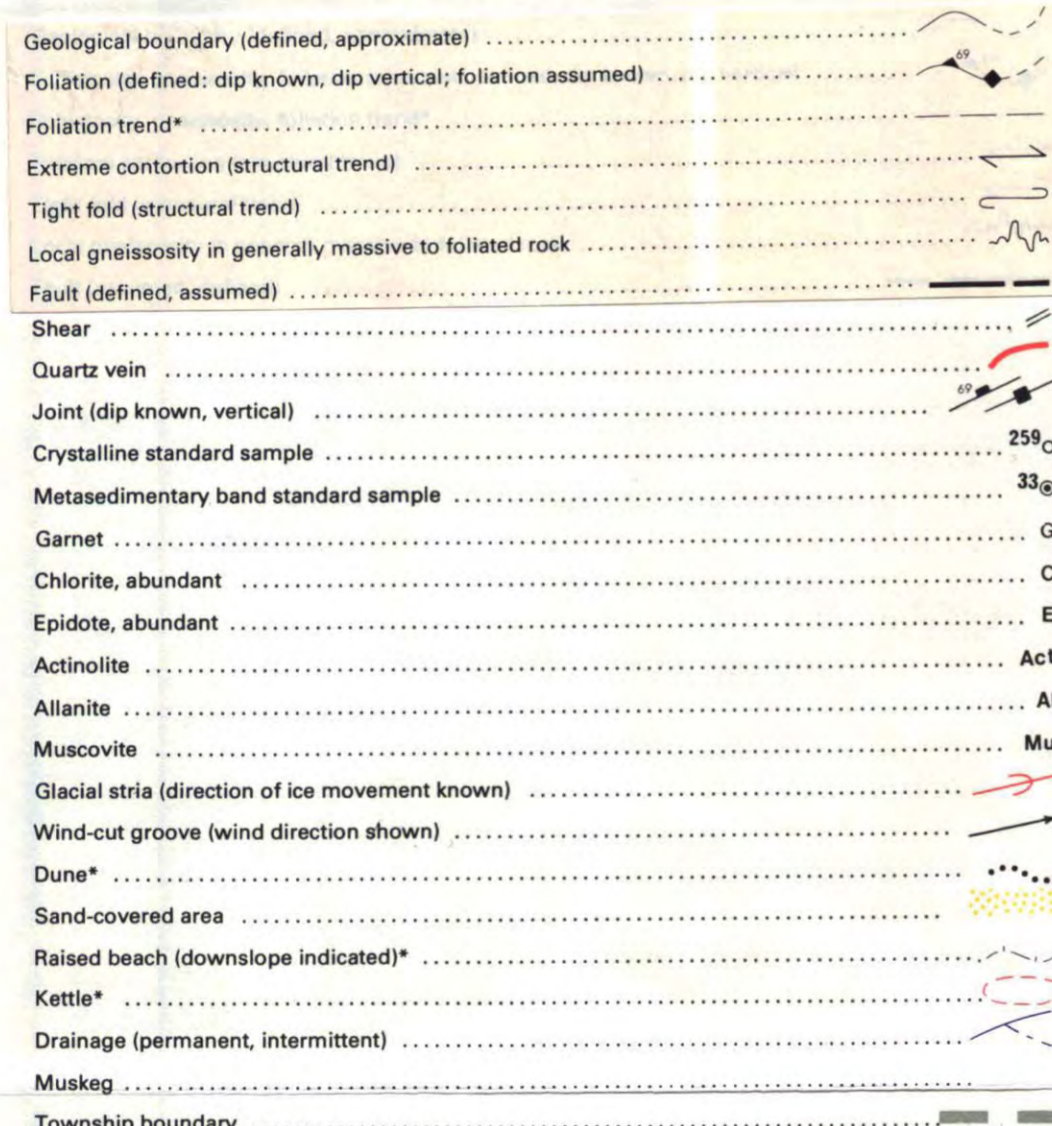 Geological boundary (defined, approximate)
Foliation (defined: dip known, dip vertical; foliation assumed) 69
Foliation trend*
Extreme contortion (structural trend)
Tight fold (structural trend)
Local gneissosity in generally massive to foliated rock
Fault (defined, assumed)
Shear
Quartz vein
Joint (dip known, vertical) 69
Crystalline standard sample 259
Metasedimentary band standard sample 33
Garnet G
Chlorite, abundant C
Epidote, abundant E
Actinolite Act
Allanite Al
Muscovite Mu
Glacial stria (direction of ice movement known)
Wind-cut groove (wind direction shown)
Dune*
Sand-covered area
Raised beach (downslope indicated)*
Kettle*
Drainage (permanent, intermittent)
Muskeg
Township boundary